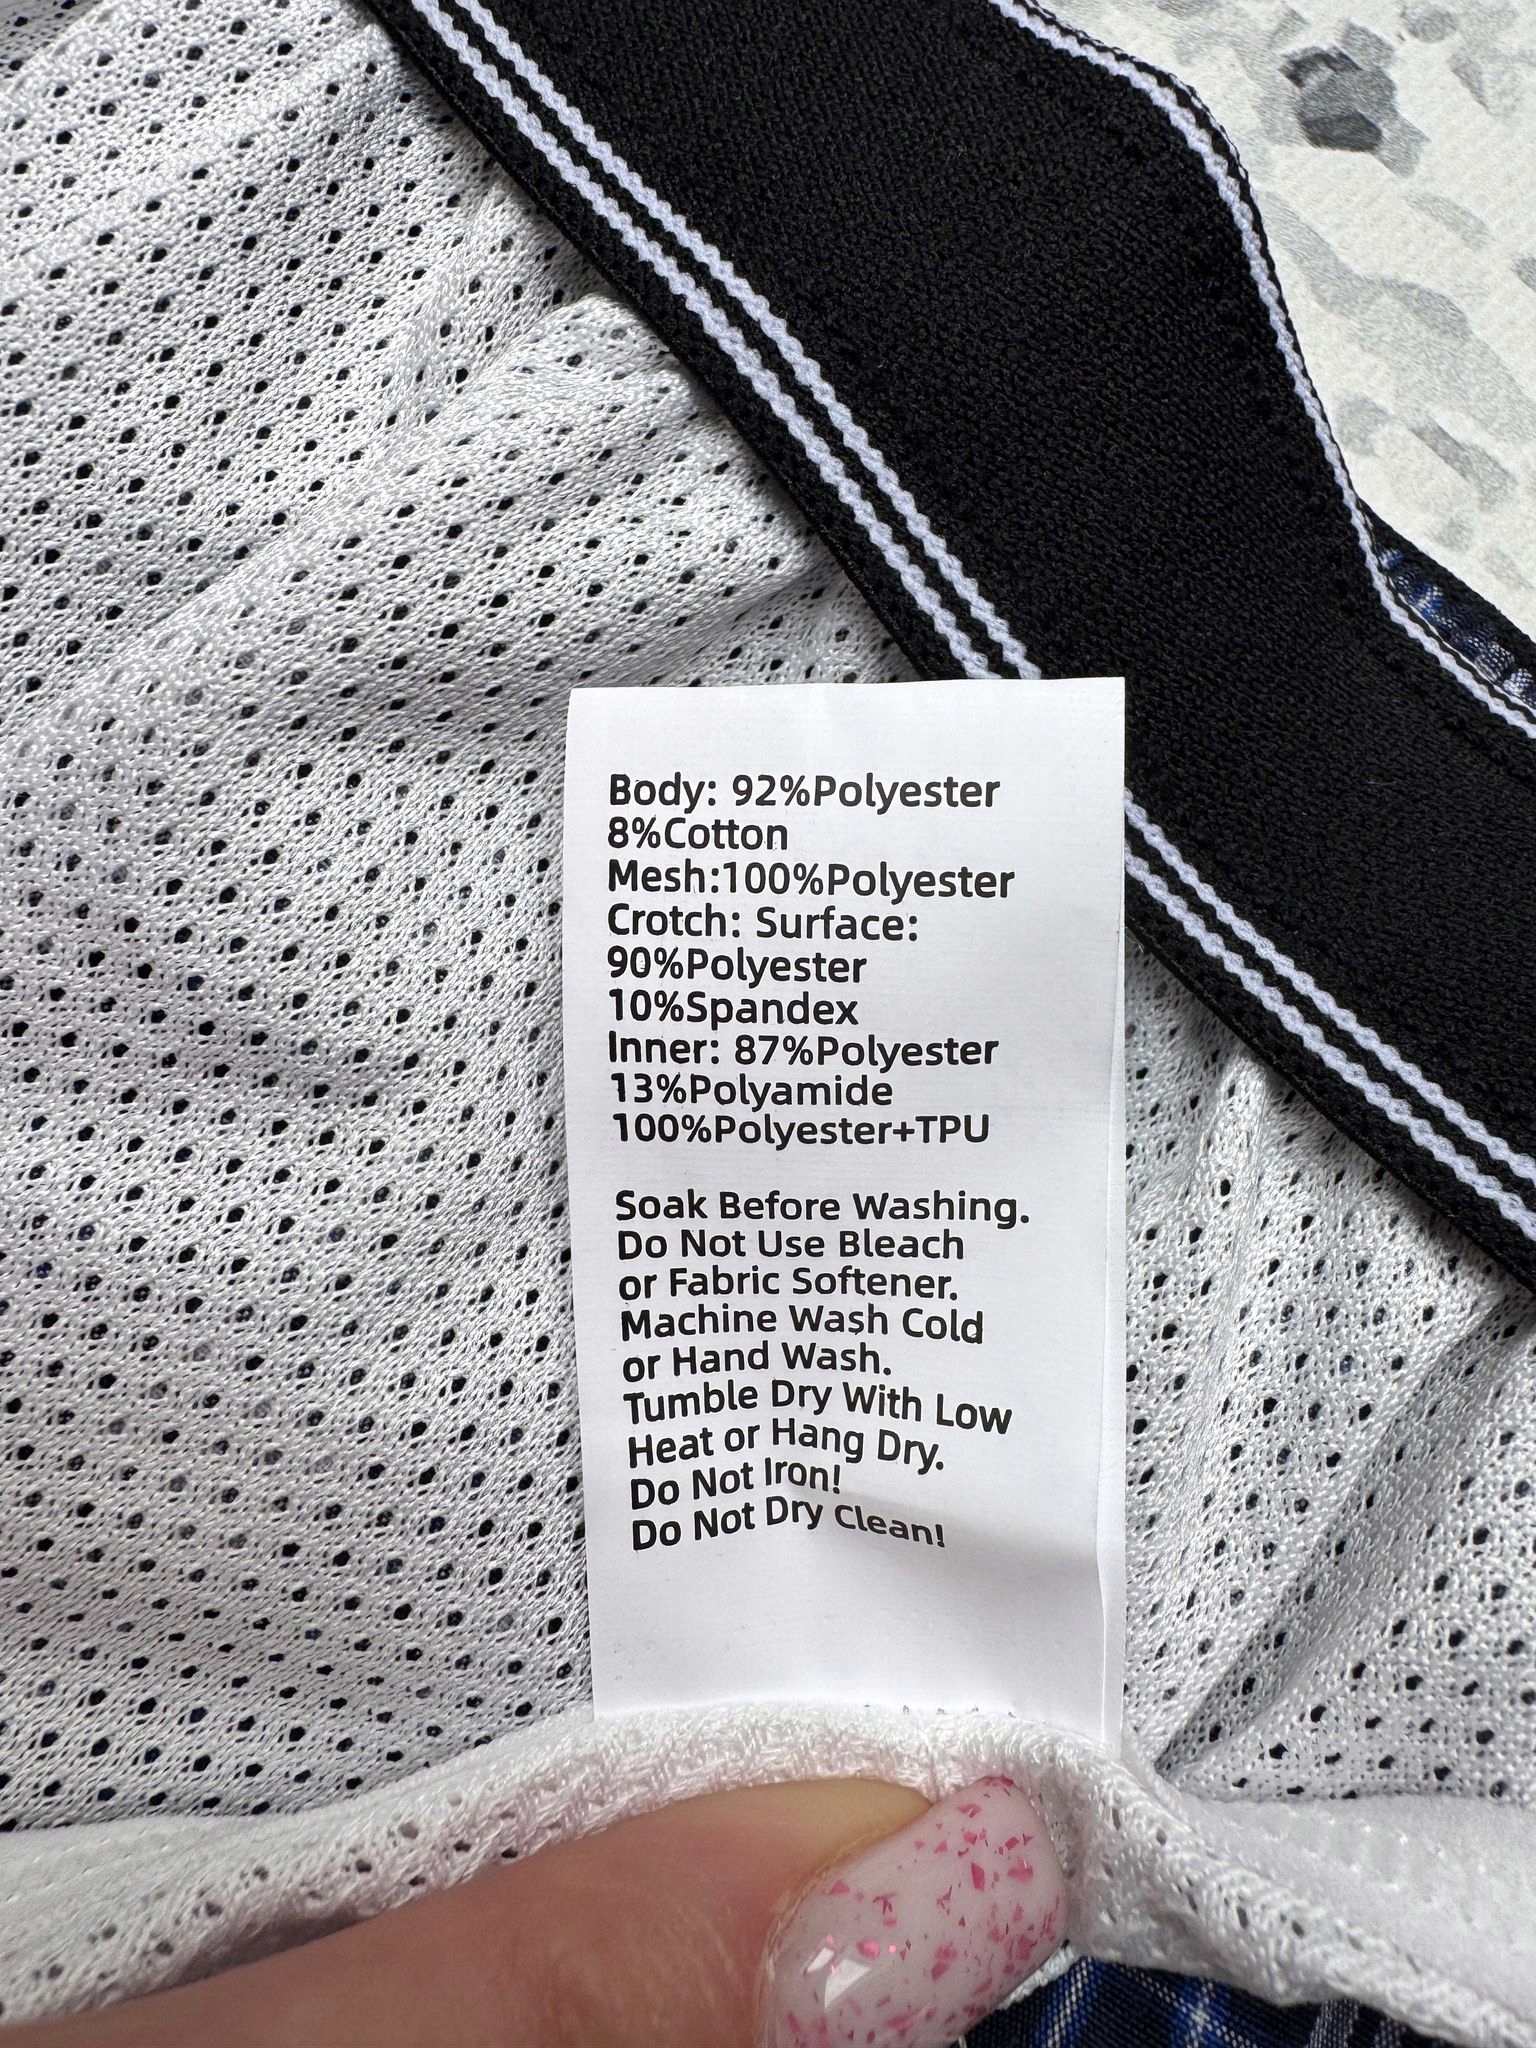 Body: 92%Polyester
8%Cotton
Mesh:100%Polyester
Crotch: Surface:
90%Polyester
10%Spandex
Inner: 87%Polyester
13%Polyamide
100%Polyester+TPU
Soak Before Washing.
Do Not Use Bleach
or Fabric Softener.
Machine Wash Cold
or Hand Wash.
Tumble Dry With Low
Heat or Hang Dry.
Do Not Iron!
Do Not Dry Clean!